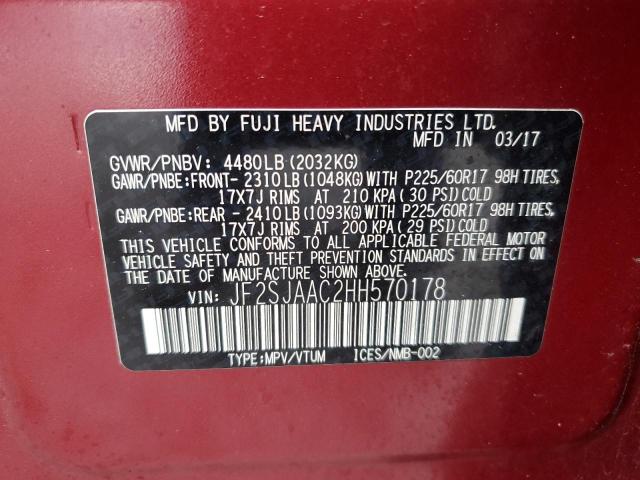 MFD BY FUJI HEAVY INDUSTRIES LTD.
MFD IN 03/17
GVWR/PNBV: 4480LB(2032KG)
GAWR/PNBE:FRONT- 2310LB(1048KG)WITH P225/60R17 98H TIRES,
17X7J RIMS AT 210 KPA(30 PSI)COLD
GAWR/PNBE:REAR - 2410LB(1093KG)WITH P225/60R17 98H TIRES,
17X7J RIMS AT 200 KPA(29 PSI)COLD
THIS VEHICLE CONFORMS TO ALL APPLICABLE FEDERAL MOTOR
VEHICLE SAFETY AND THEFT PREVENTION STANDARDS IN EFFECT
ON THE DATE OF MANUFACTURE SHOWN ABOVE.
VIN: JF2SJAAC2HH570178
TYPE:MPV/VTUM ICES/NMB-002